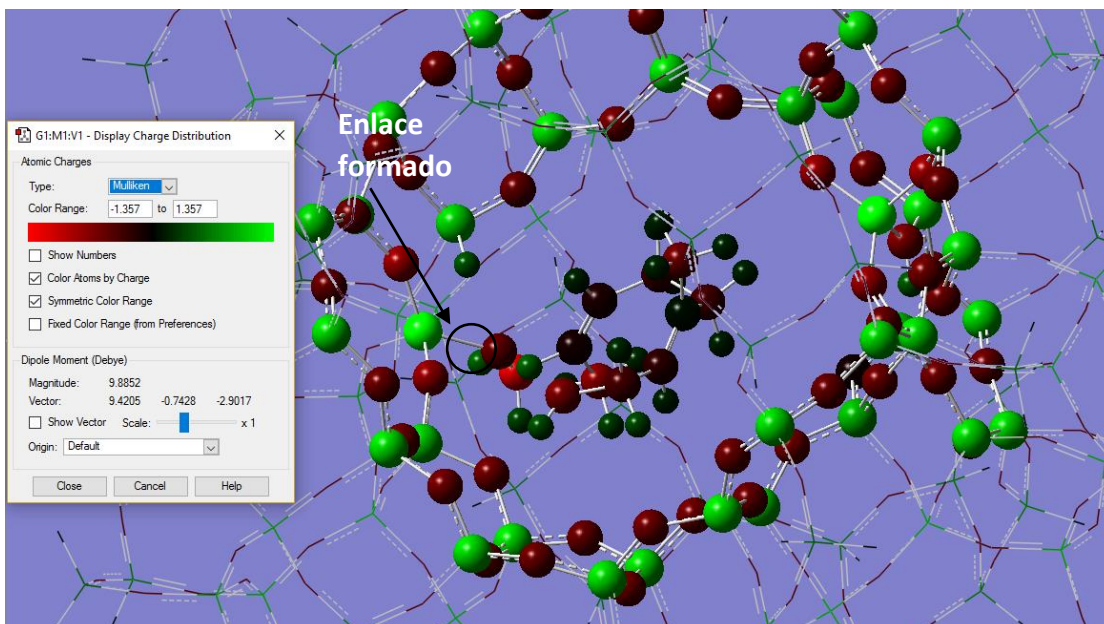 G1:M1:V1 - Display Charge Distribution
Atomic Charges
Type: Mulliken
Color Range: -1.357 to 1.357
Show Numbers
Color Atoms by Charge
Symmetric Color Range
Fixed Color Range (from Preferences)
Dipole Moment (Debye)
Magnitude: 9.8852
Vector: 9.4205 -0.7428 -2.9017
Show Vector Scale: x 1
Origin: Default
Close Cancel Help
Enlace
formado